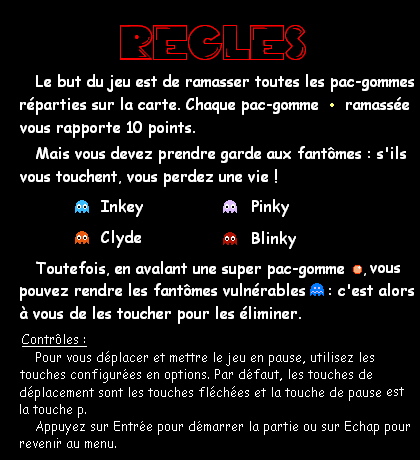 REGLES
Le but du jeu est de ramasser toutes les pac-gommes
réparties sur la carte. Chaque pac-gomme ramassée
vous rapporte 10 points.
Mais vous devez prendre garde aux fantômes : s'ils
vous touchent, vous perdez une vie !
Inkey Pinky
Clyde Blinky
Toutefois, en avalant une super pac-gomme , vous
pouvez rendre les fantômes vulnérables : c'est alors
à vous de les toucher pour les éliminer.
Contrôles :
Pour vous déplacer et mettre le jeu en pause, utilisez les
touches configurées en options. Par défaut, les touches de
déplacement sont les touches fléchées et la touche de pause est
la touche p.
Appuyez sur Entrée pour démarrer la partie ou sur Echap pour
revenir au menu.